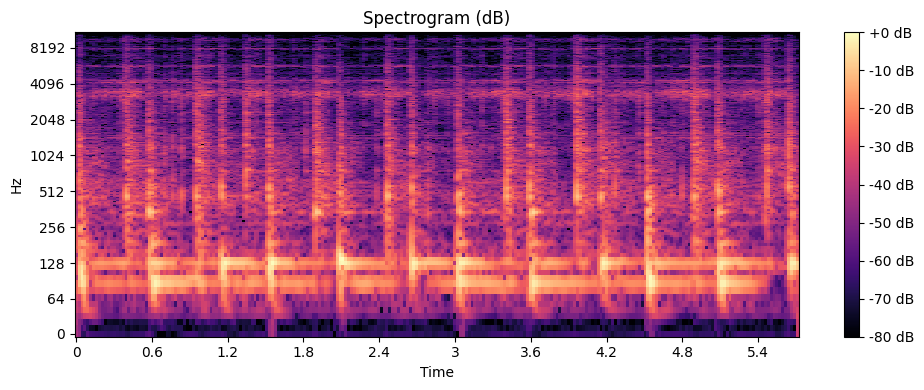 Spectrogram (dB)
8192
4096
2048
1024
512
256
128
64
0
Hz
0 0.6 1.2 1.8 2.4 3 3.6 4.2 4.8 5.4
Time
+0 dB
-10 dB
-20 dB
-30 dB
-40 dB
-50 dB
-60 dB
-70 dB
-80 dB